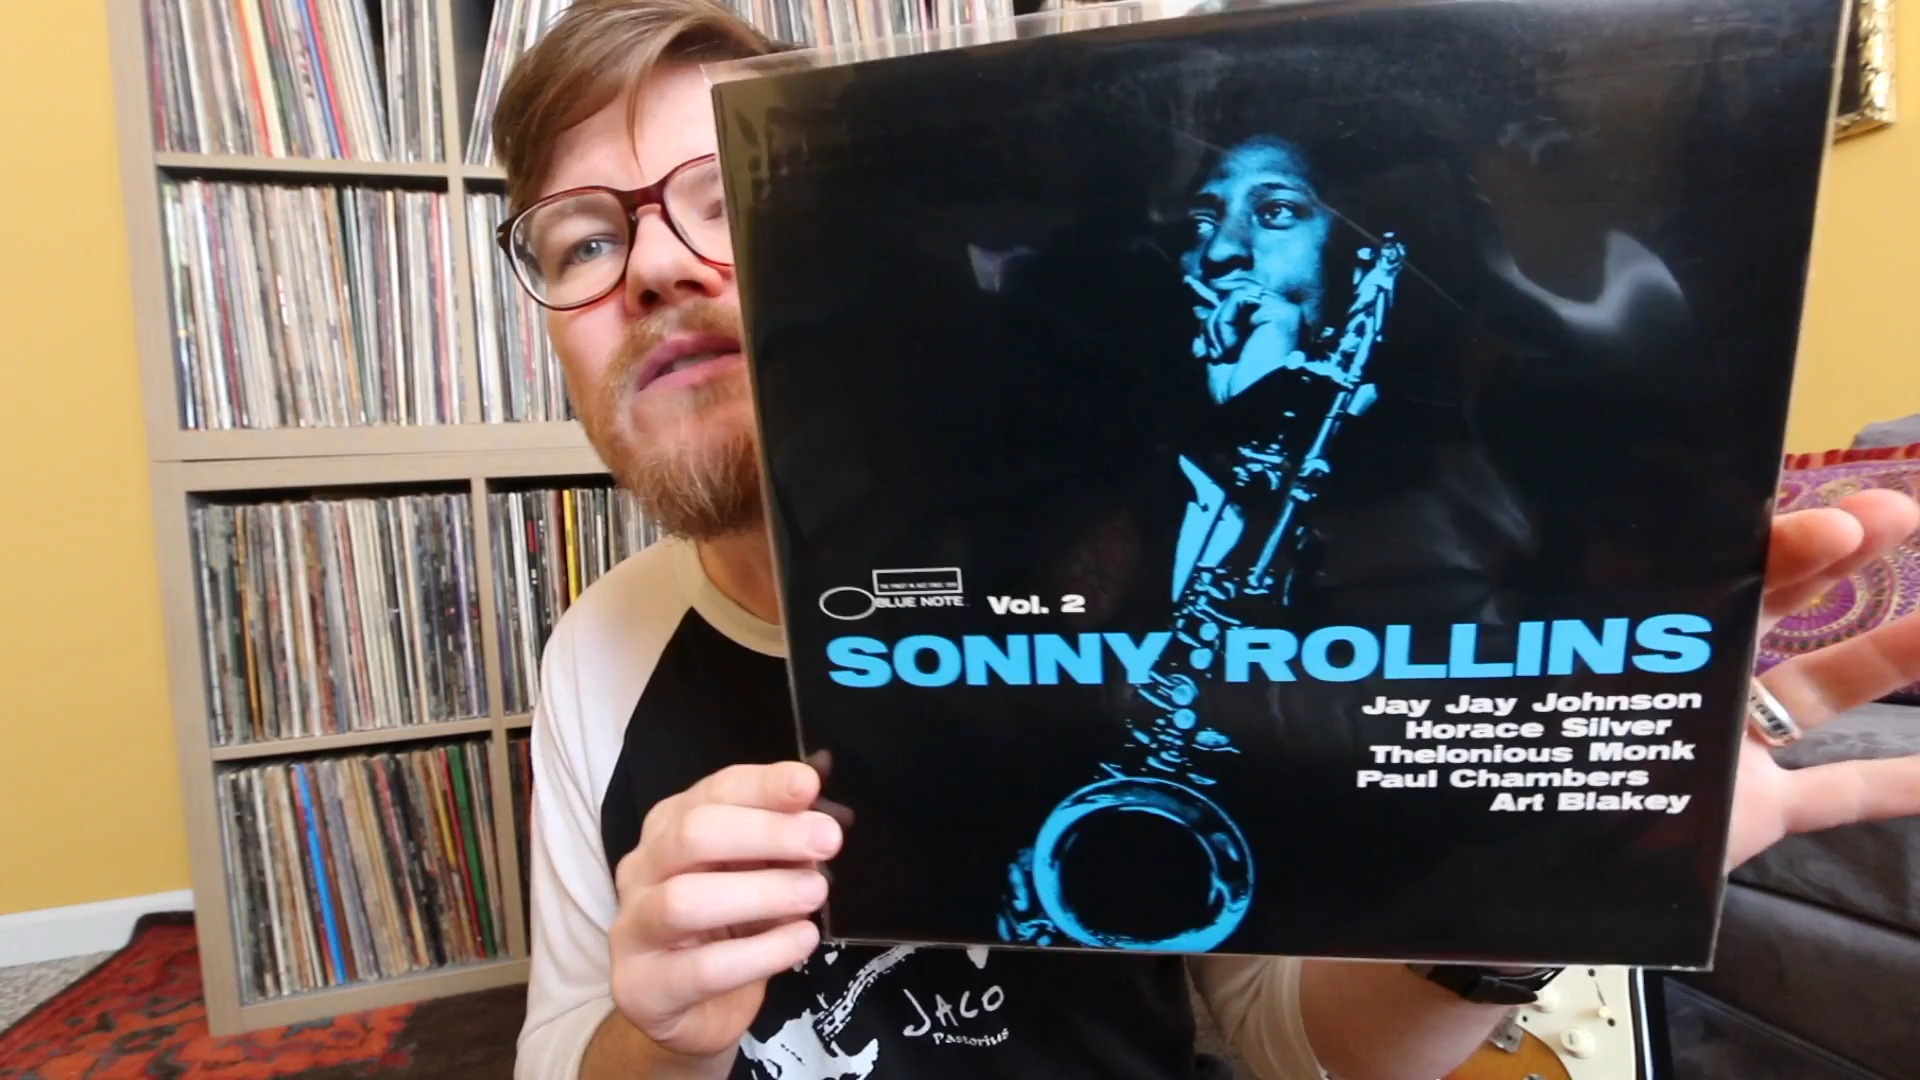 BLUE NOTE
Vol. 2
SONNY ROLLINS
Jay Jay Johnson
Horace Silver
Thelonious Monk
Paul Chambers
Art Blakey
JACO
Pastorius